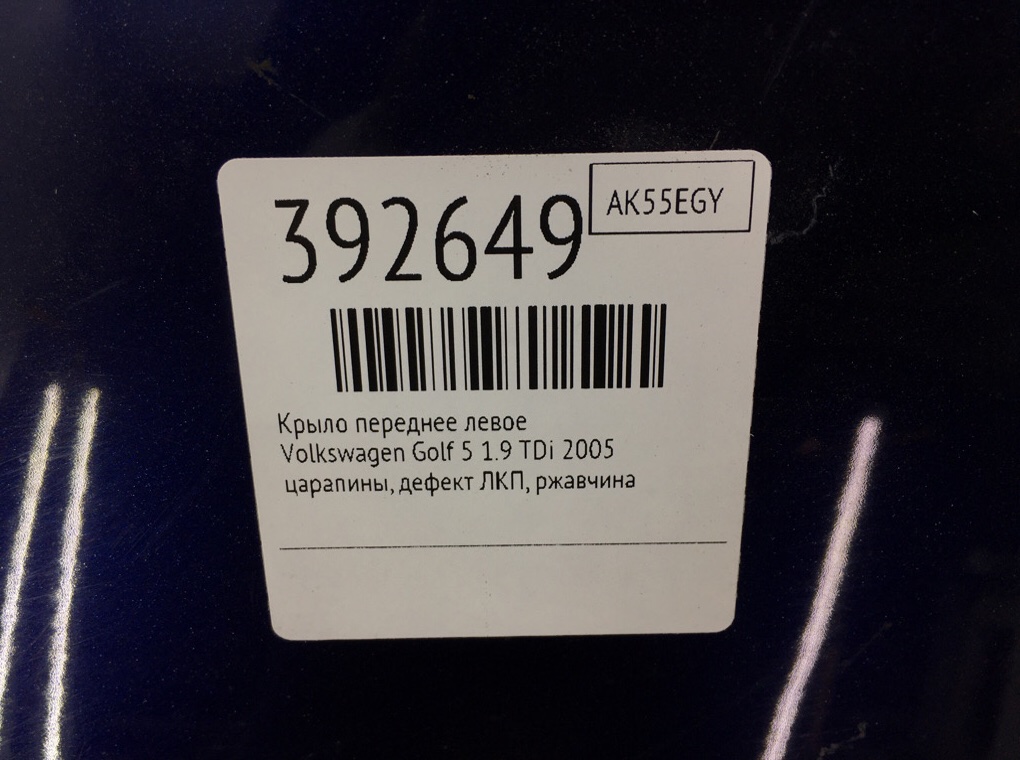 392649
AK55EGY
Крыло переднее левое
Volkswagen Golf 5 1.9 TDi 2005
царапины, дефект ЛКП, ржавчина